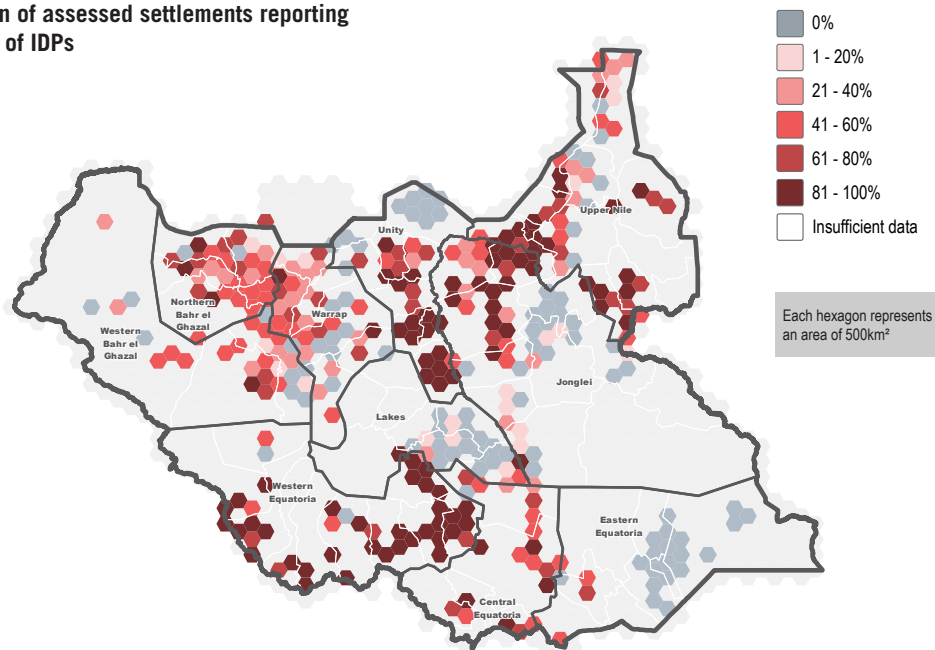 n of assessed settlements reporting
of IDPs
0%
1 - 20%
21 - 40%
41 - 60%
61 - 80%
81 - 100%
Insufficient data
Each hexagon represents
an area of 500km²
Upper Nile
Unity
Northern
Bahr el
Ghazal
Warrap
Western
Bahr el
Ghazal
Jonglei
Lakes
Western
Equatoria
Eastern
Equatoria
Central
Equatoria